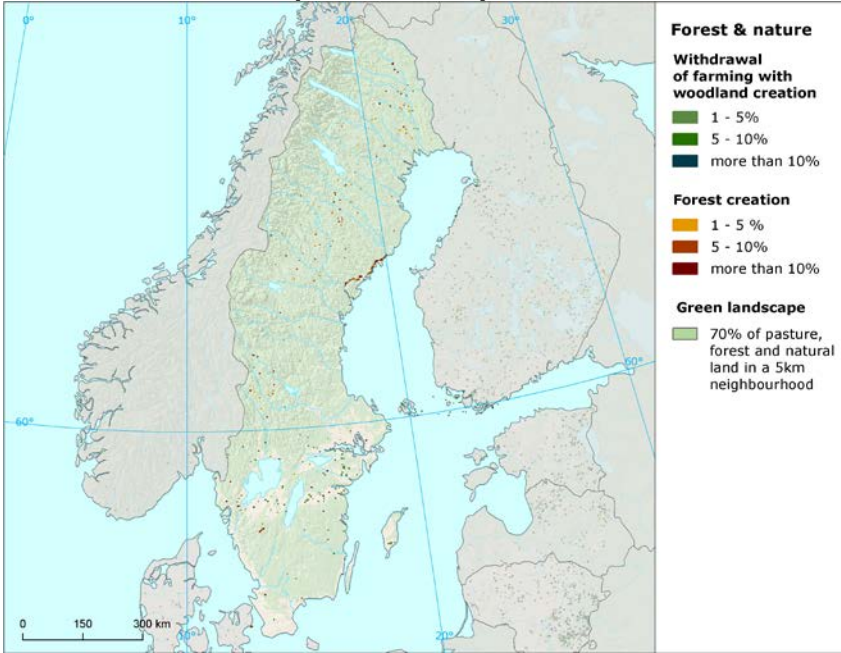 0°
10°
20°
30°
60°
60°
10°
20°
0 150 300 km
Forest & nature
Withdrawal
of farming with
woodland creation
1 - 5%
5 - 10%
more than 10%
Forest creation
1 - 5 %
5 - 10%
more than 10%
Green landscape
70% of pasture,
forest and natural
land in a 5km
neighbourhood